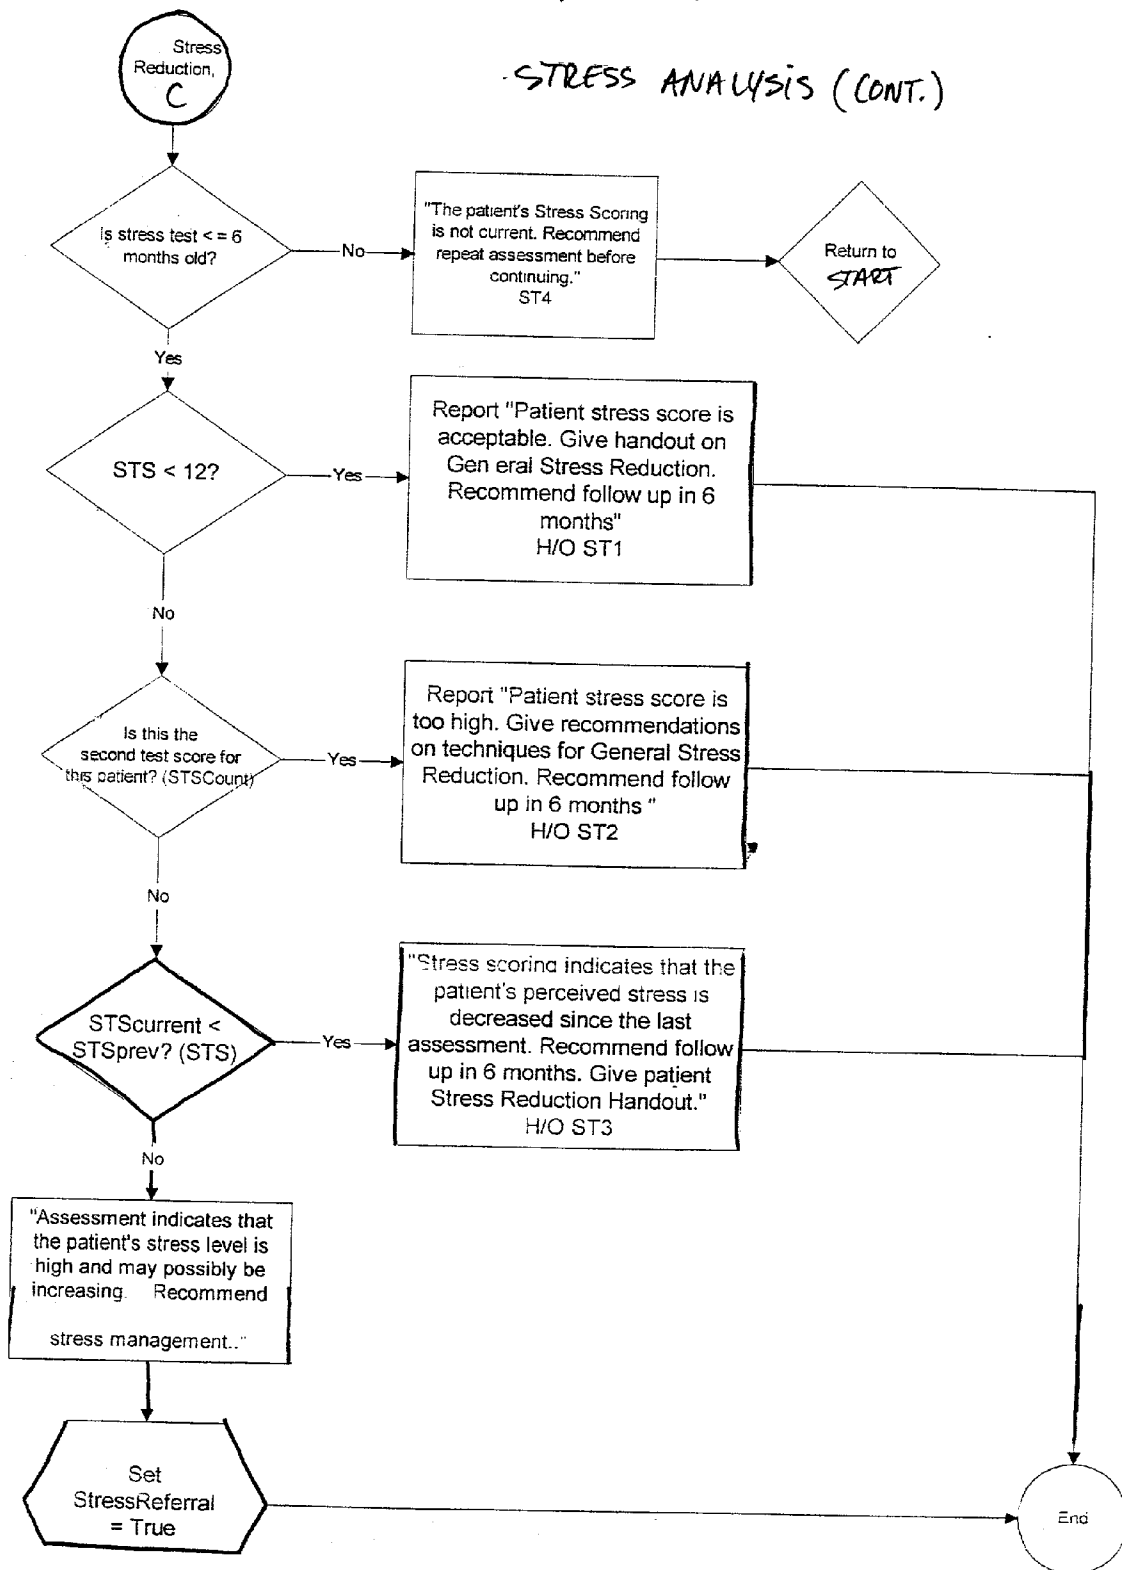 Stress
Reduction,
C
STRESS ANALYSIS (CONT.)
Is stress test < = 6
months old?
No
"The patient's Stress Scoring
is not current. Recommend
repeat assessment before
continuing."
ST4
Return to
START
Yes
STS < 12?
Yes
Report "Patient stress score is
acceptable. Give handout on
Gen eral Stress Reduction.
Recommend follow up in 6
months"
H/O ST1
No
Is this the
second test score for
this patient? (STSCount)
Yes
Report "Patient stress score is
too high. Give recommendations
on techniques for General Stress
Reduction. Recommend follow
up in 6 months "
H/O ST2
No
STScurrent <
STSprev? (STS)
Yes
"Stress scoring indicates that the
patient's perceived stress is
decreased since the last
assessment. Recommend follow
up in 6 months. Give patient
Stress Reduction Handout."
H/O ST3
No
"Assessment indicates that
the patient's stress level is
high and may possibly be
increasing. Recommend
stress management.."
Set
StressReferral
= True
End